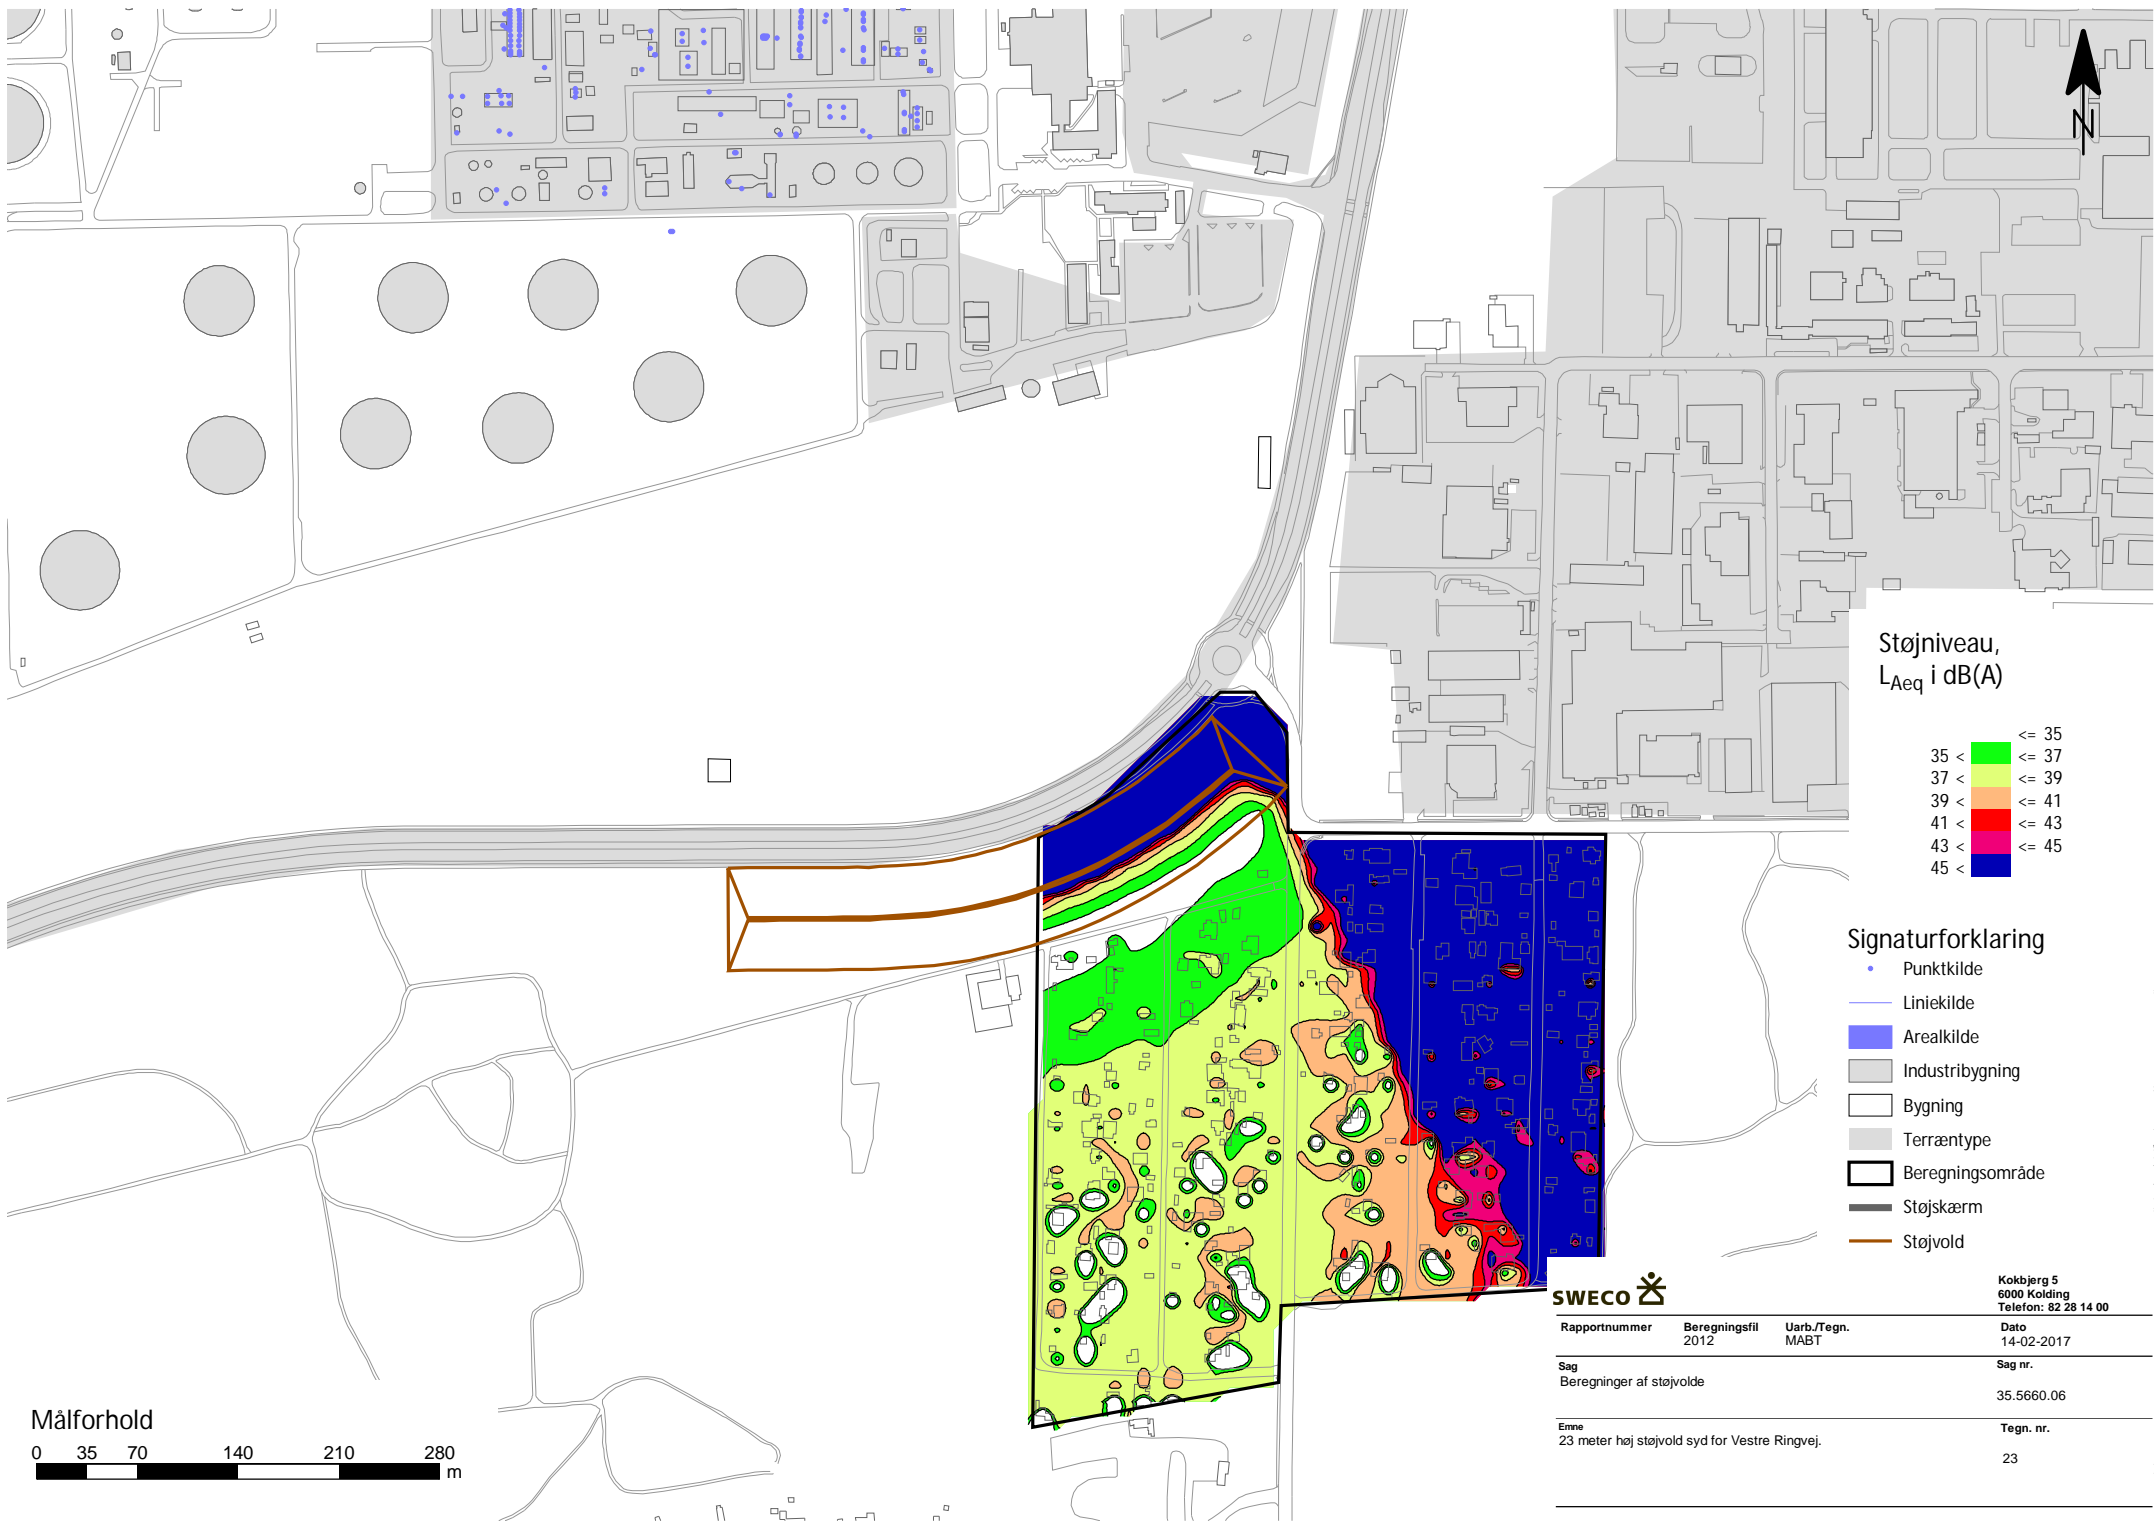 N
Støjniveau,
LAeq i dB(A)
<= 35
35 < <= 37
37 < <= 39
39 < <= 41
41 < <= 43
43 < <= 45
45 <
Signaturforklaring
Punktkilde
Liniekilde
Arealkilde
Industribygning
Bygning
Terræntype
Beregningsområde
Støjskærm
Støjvold
Målforhold
0 35 70 140 210 280
m
SWECO
Kokbjerg 5
6000 Kolding
Telefon: 82 28 14 00
Rapportnummer Beregningsfil Uarb./Tegn. Dato
2012 MABT 14-02-2017
Sag Sag nr.
Beregninger af støjvolde
35.5660.06
Emne Tegn. nr.
23 meter høj støjvold syd for Vestre Ringvej.
23